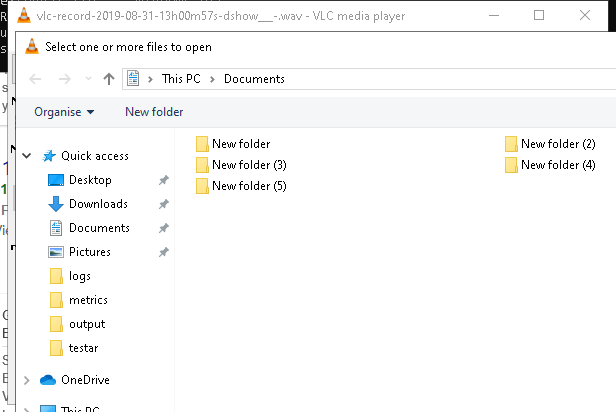 vlc-record-2019-08-31-13h00m57s-dshow___-.wav - VLC media player
Select one or more files to open
This PC > Documents
Organise New folder
Quick access
Desktop
Downloads
Documents
Pictures
logs
metrics
output
testar
OneDrive
This PC
New folder New folder (2)
New folder (3) New folder (4)
New folder (5)